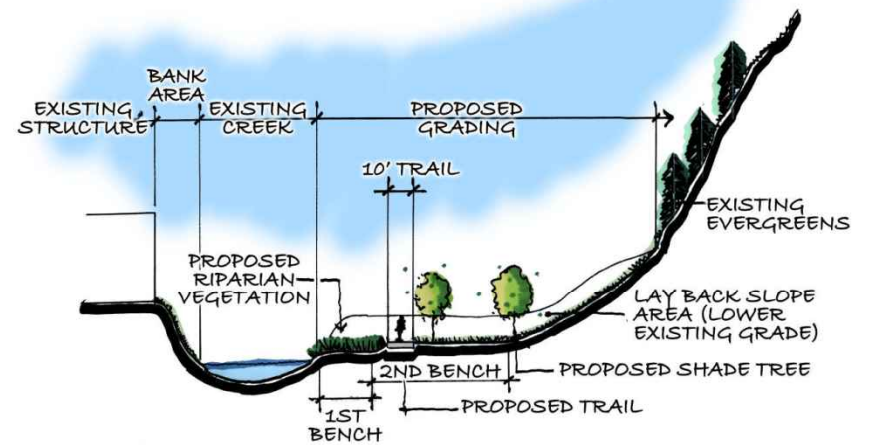 BANK
AREA
EXISTING
STRUCTURE
EXISTING
CREEK
PROPOSED
GRADING
10' TRAIL
EXISTING
EVERGREENS
PROPOSED
RIPARIAN
VEGETATION
LAY BACK SLOPE
AREA (LOWER
EXISTING GRADE)
2ND BENCH
PROPOSED SHADE TREE
PROPOSED TRAIL
1ST
BENCH